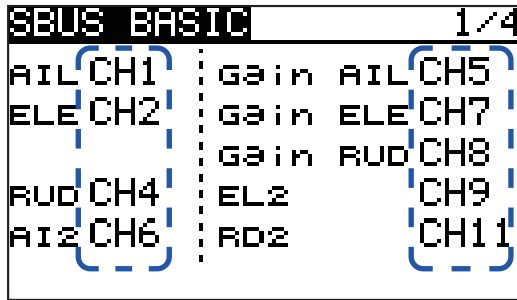 SBUS BASIC 1/4
AIL CH1 Gain AIL CH5
ELE CH2 Gain ELE CH7
Gain RUD CH8
RUD CH4 EL2 CH9
AI2 CH6 RD2 CH11